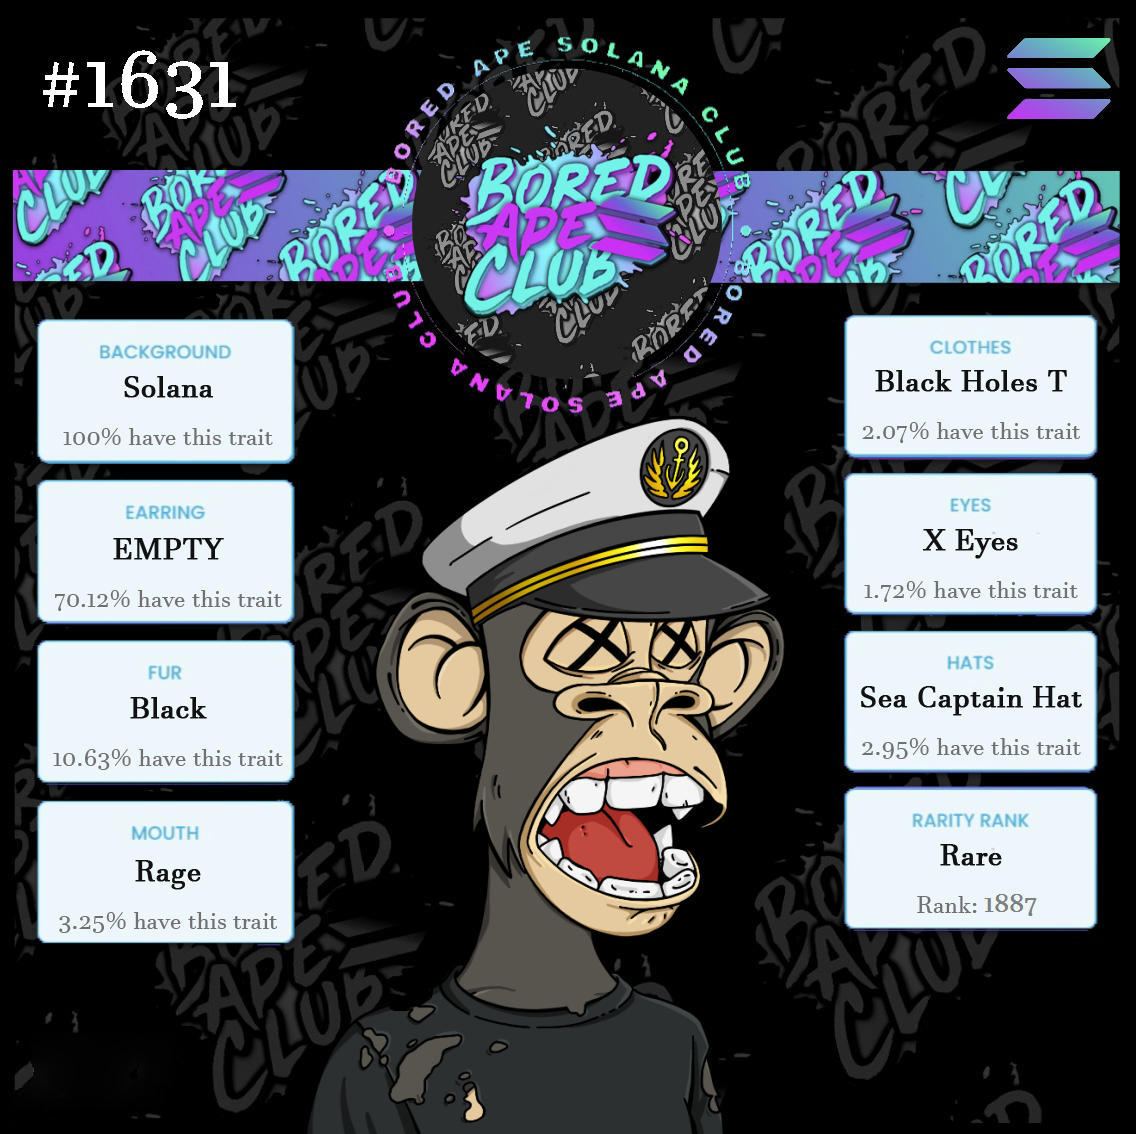 #1631
BORED APE SOLANA CLUB
BORED APE SOLANA CLUB
BORED
APE
CLUB
BACKGROUND
Solana
100% have this trait
EARRING
EMPTY
70.12% have this trait
FUR
Black
10.63% have this trait
MOUTH
Rage
3.25% have this trait
CLOTHES
Black Holes T
2.07% have this trait
EYES
X Eyes
1.72% have this trait
HATS
Sea Captain Hat
2.95% have this trait
RARITY RANK
Rare
Rank: 1887